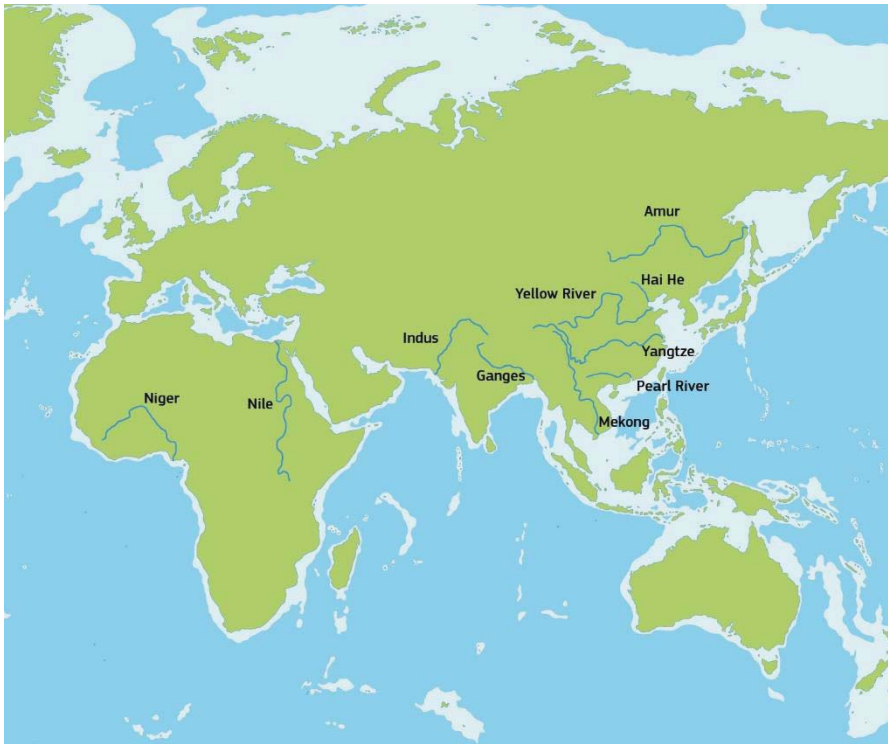 Amur
Hai He
Yellow River
Indus
Yangtze
Ganges
Pearl River
Niger
Nile
Mekong